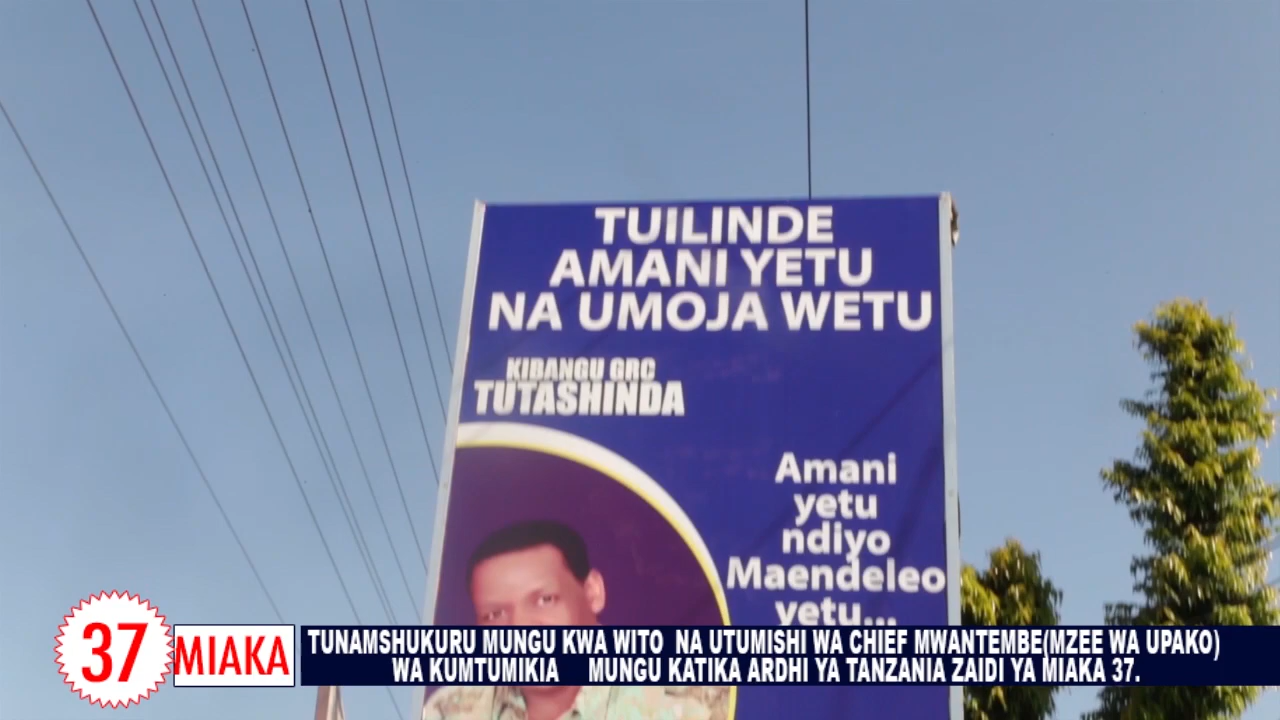 TUILINDE
AMANI YETU
NA UMOJA WETU
KIBANGU GRC
TUTASHINDA
Amani
yetu
ndiyo
Maendeleo
yetu...
37
MIAKA
TUNAMSHUKURU MUNGU KWA WITO NA UTUMISHI WA CHIEF MWANTEMBE(MZEE WA UPAKO)
WA KUMTUMIKIA MUNGU KATIKA ARDHI YA TANZANIA ZAIDI YA MIAKA 37.